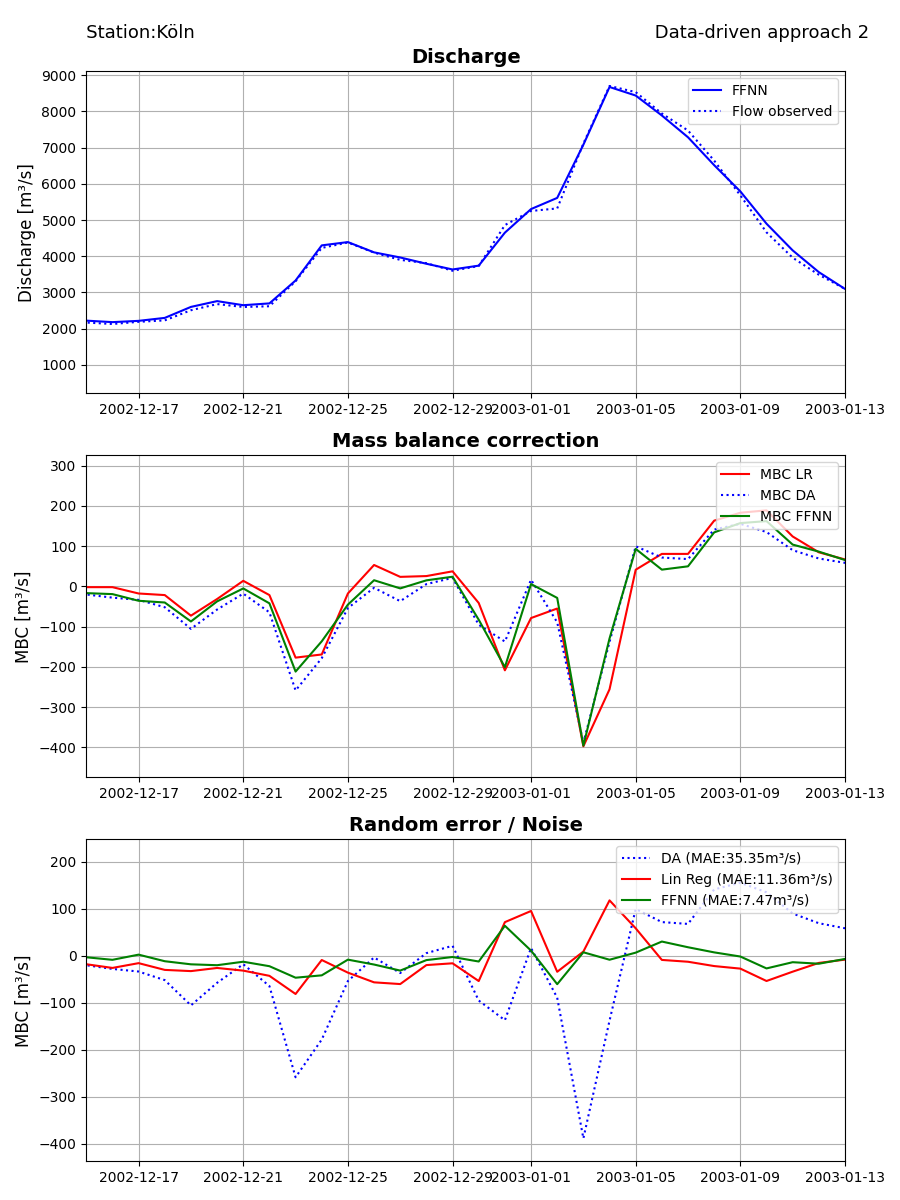 Station:Köln
Data-driven approach 2
Discharge
Discharge [m³/s]
9000
8000
7000
6000
5000
4000
3000
2000
1000
FFNN
Flow observed
2002-12-17 2002-12-21 2002-12-25 2002-12-29 2003-01-01 2003-01-05 2003-01-09 2003-01-13
Mass balance correction
MBC [m³/s]
300
200
100
0
−100
−200
−300
−400
MBC LR
MBC DA
MBC FFNN
2002-12-17 2002-12-21 2002-12-25 2002-12-29 2003-01-01 2003-01-05 2003-01-09 2003-01-13
Random error / Noise
MBC [m³/s]
200
100
0
−100
−200
−300
−400
DA (MAE:35.35m³/s)
Lin Reg (MAE:11.36m³/s)
FFNN (MAE:7.47m³/s)
2002-12-17 2002-12-21 2002-12-25 2002-12-29 2003-01-01 2003-01-05 2003-01-09 2003-01-13